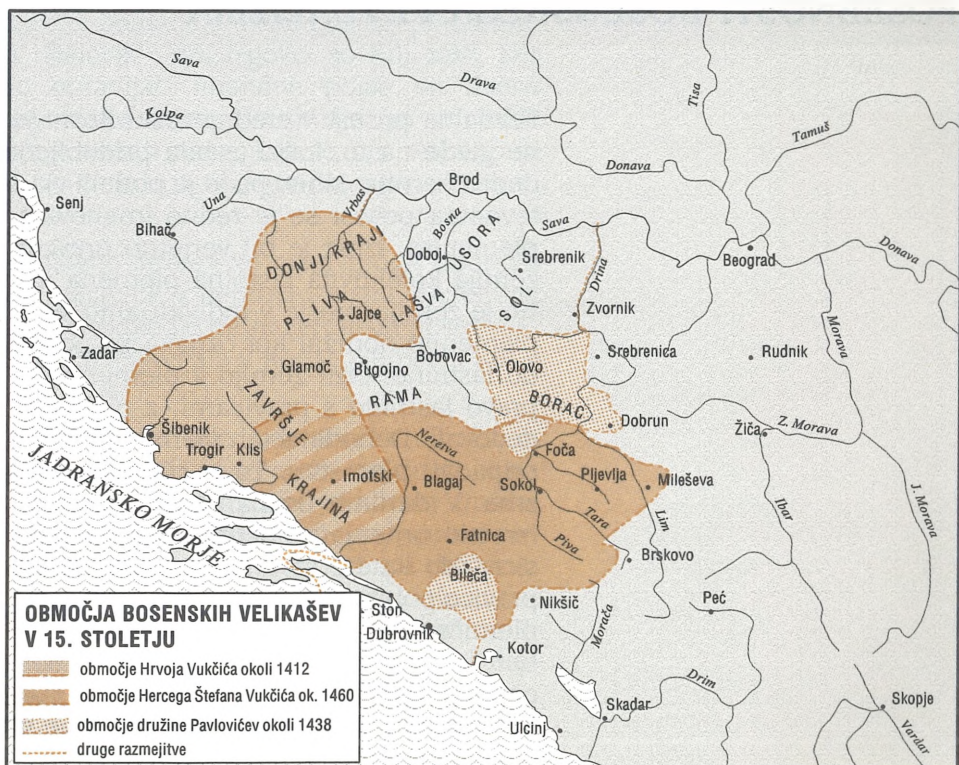 Sava
Drava
Tisa
Kolpa
Tamuš
Donava
Senj
Una
Vrbas
Brod
Bihać
Bosna
USORA
Sava
Donava
DONJI KRAJI
Doboj
Srebrenik
Drina
Beograd
PLIVA
LAŠVA
SOL
Jajce
Zvornik
Morava
Zadar
Bobovac
Srebrenica
Rudnik
Glamoč
Bugojno
Olovo
RAMA
BORAČ
ZAVRŠJE
Dobrun
Z. Morava
Žiča
Šibenik
Neretva
Foča
Trogir
Klis
Imotski
Blagaj
Sokol
Pljevlja
Mileševa
KRAJINA
Tara
Lim
Ibar
J. Morava
JADRANSKO MORJE
Fatnica
Piva
Brskovo
Bileča
Ston
Nikšič
Peć
Dubrovnik
Morača
Kotor
Drim
Skadar
Skopje
Ulcinj
Vardar
OBMOČJA BOSENSKIH VELIKAŠEV
V 15. STOLETJU
območje Hrvoja Vukčića okoli 1412
območje Hercega Štefana Vukčića ok. 1460
območje družine Pavlovićev okoli 1438
druge razmejitve